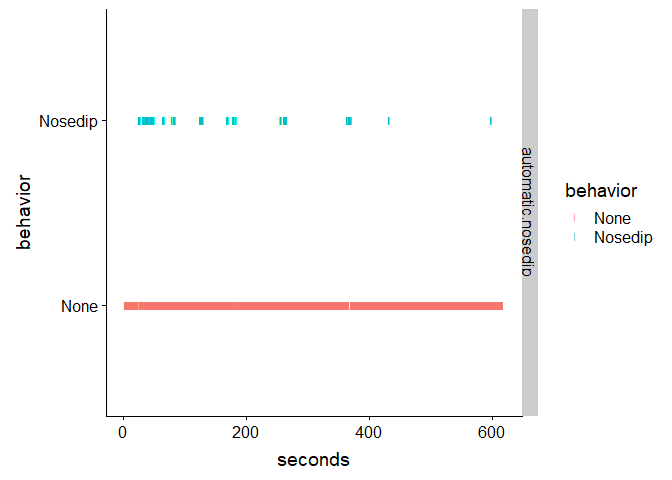 behavior
Nosedip
None
0
200
400
600
seconds
automatic.nosedip
behavior
None
Nosedip